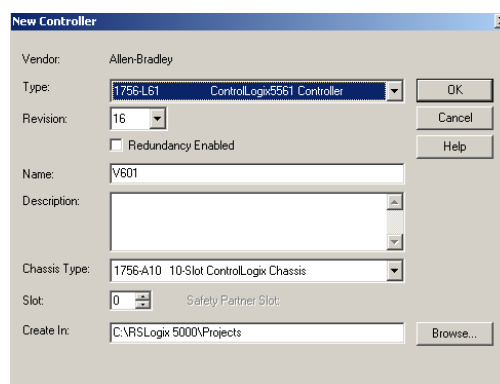 New Controller
Vendor: Allen-Bradley
Type: 1756-L61 ControlLogix5561 Controller OK
Revision: 16 Cancel
Redundancy Enabled Help
Name: V601
Description:
Chassis Type: 1756-A10 10-Slot ControlLogix Chassis
Slot: 0 Safety Partner Slot:
Create In: C:\RSLogix 5000\Projects Browse...